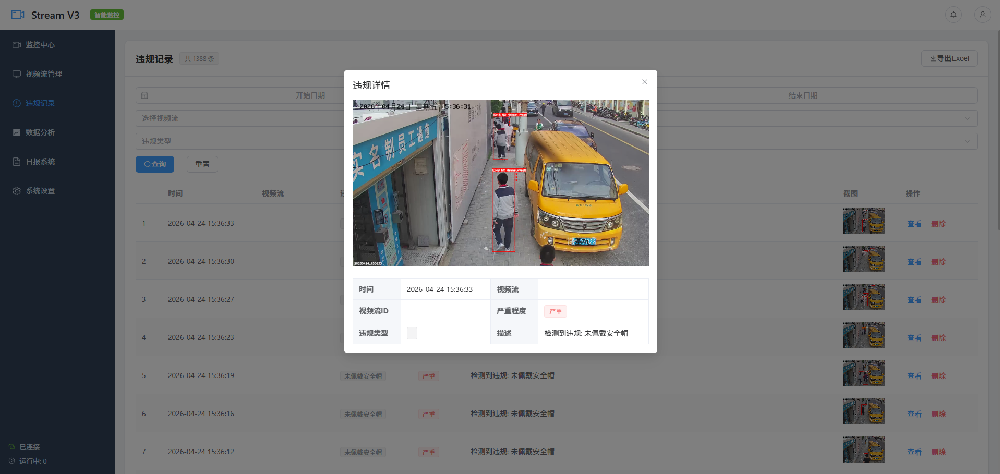 Stream V3 智能监控
监控中心
视频流管理
违规记录
数据分析
日报系统
系统设置
已连接
运行中: 0
违规记录 共 1388 条
导出Excel
开始日期 结束日期
选择视频流
违规类型
查询 重置
时间 视频流 截图 操作
1 2026-04-24 15:36:33 查看 删除
2 2026-04-24 15:36:30 查看 删除
3 2026-04-24 15:36:27 查看 删除
4 2026-04-24 15:36:23 查看 删除
5 2026-04-24 15:36:19 未佩戴安全帽 严重 检测到违规: 未佩戴安全帽 查看 删除
6 2026-04-24 15:36:16 未佩戴安全帽 严重 检测到违规: 未佩戴安全帽 查看 删除
7 2026-04-24 15:36:12 未佩戴安全帽 严重 检测到违规: 未佩戴安全帽 查看 删除
违规详情
2026年04月24日 星期五 15:36:31
ID:48 NO Helmet+Vest!
ID:49 NO Helmet+Vest!
实名制员工通道
20260424_153633
时间 2026-04-24 15:36:33 视频流
视频流ID 严重程度 严重
违规类型 描述 检测到违规: 未佩戴安全帽